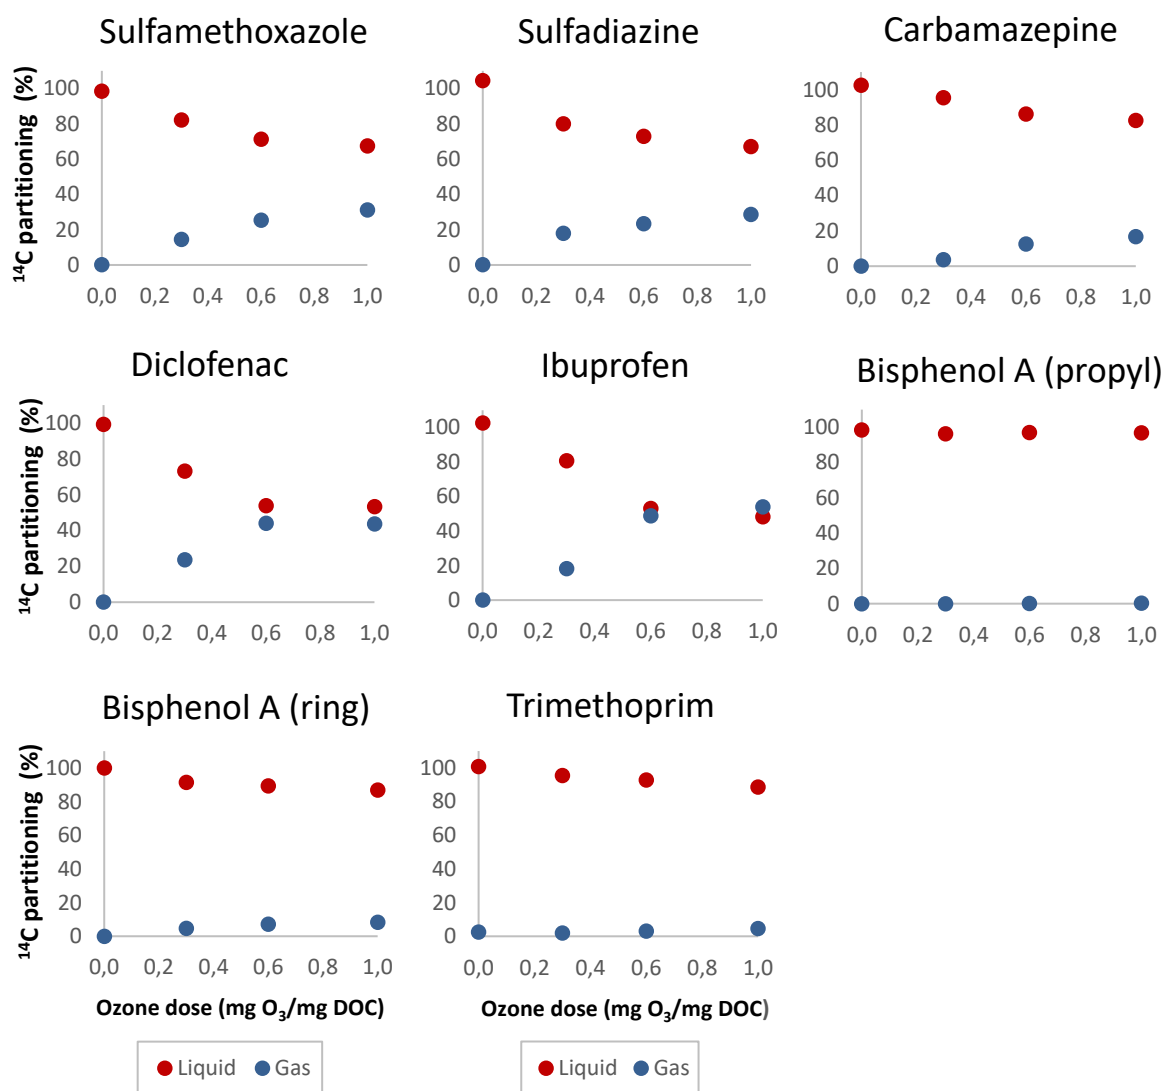 Sulfamethoxazole
Sulfadiazine
Carbamazepine
¹⁴C partitioning (%)
100
80
60
40
20
0
0,0 0,2 0,4 0,6 0,8 1,0
100
80
60
40
20
0
0,0 0,2 0,4 0,6 0,8 1,0
100
80
60
40
20
0
0,0 0,2 0,4 0,6 0,8 1,0
Diclofenac
Ibuprofen
Bisphenol A (propyl)
¹⁴C partitioning (%)
100
80
60
40
20
0
0,0 0,2 0,4 0,6 0,8 1,0
100
80
60
40
20
0
0,0 0,2 0,4 0,6 0,8 1,0
100
80
60
40
20
0
0,0 0,2 0,4 0,6 0,8 1,0
Bisphenol A (ring)
Trimethoprim
¹⁴C partitioning (%)
100
80
60
40
20
0
0,0 0,2 0,4 0,6 0,8 1,0
Ozone dose (mg O₃/mg DOC)
100
80
60
40
20
0
0,0 0,2 0,4 0,6 0,8 1,0
Ozone dose (mg O₃/mg DOC)
Liquid Gas
Liquid Gas